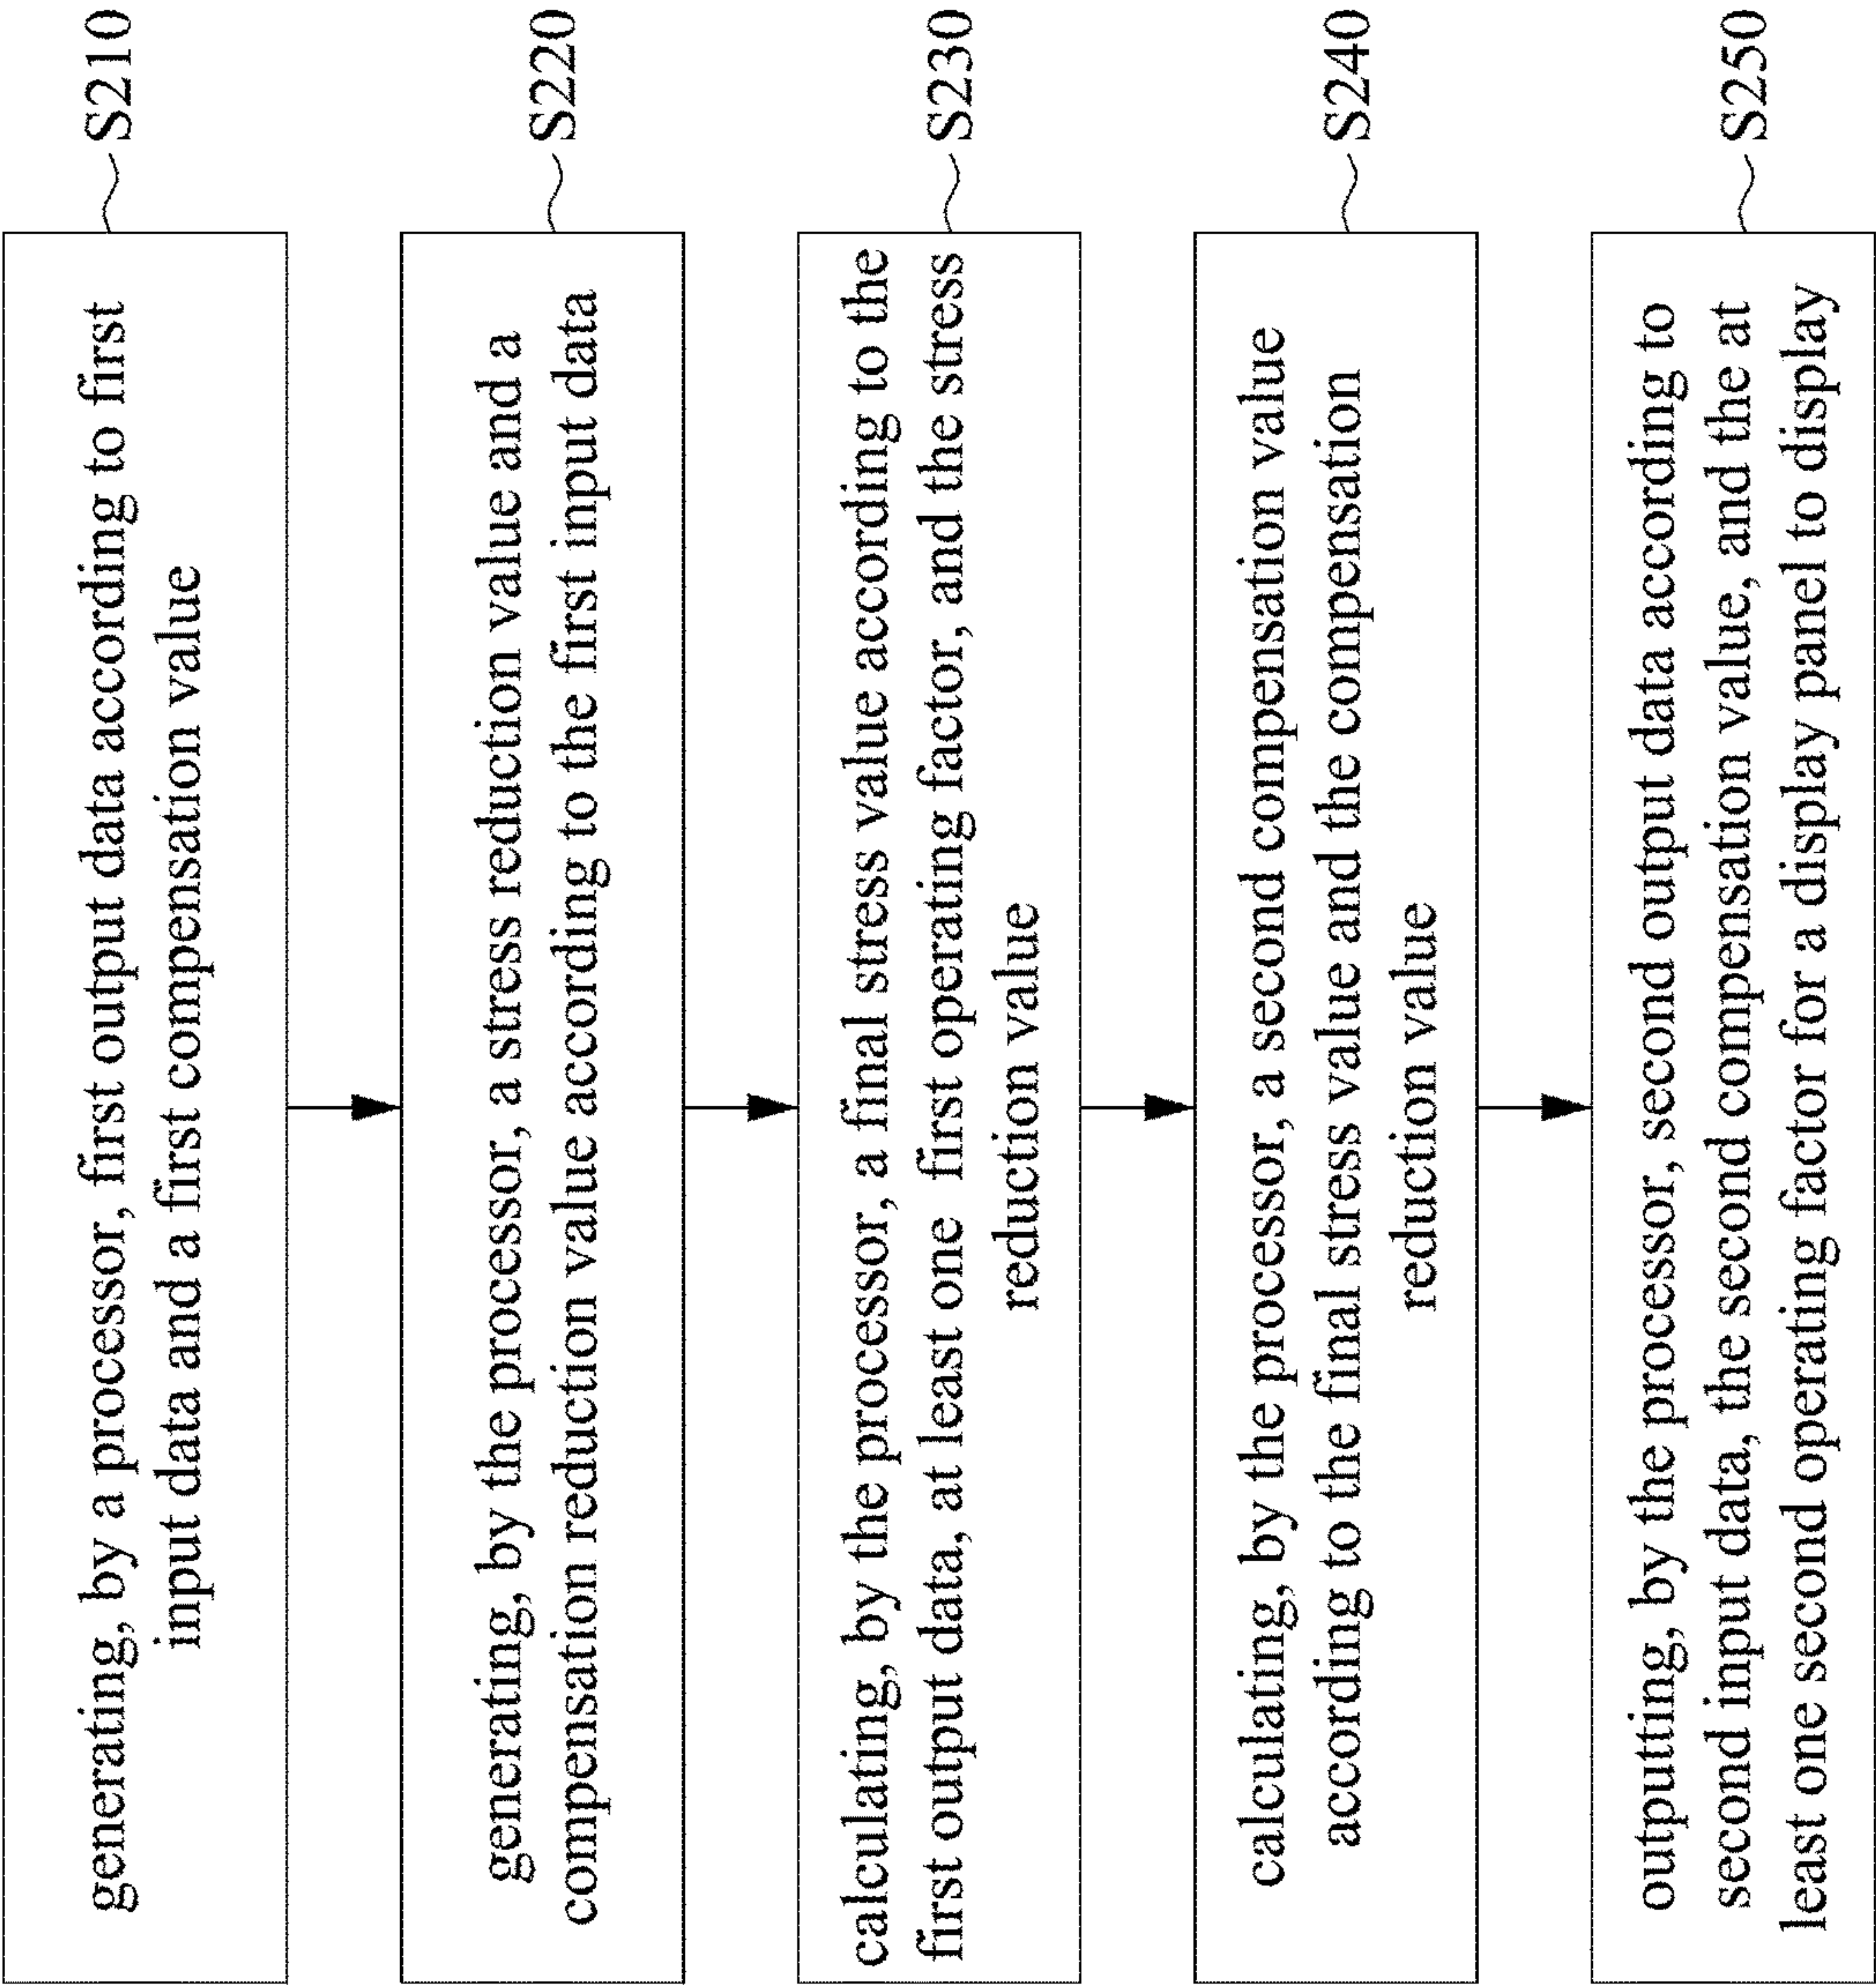 generating, by a processor, first output data according to first
input data and a first compensation value
S210
generating, by the processor, a stress reduction value and a
compensation reduction value according to the first input data
S220
calculating, by the processor, a final stress value according to the
first output data, at least one first operating factor, and the stress
reduction value
S230
calculating, by the processor, a second compensation value
according to the final stress value and the compensation
reduction value
S240
outputting, by the processor, second output data according to
second input data, the second compensation value, and the at
least one second operating factor for a display panel to display
S250